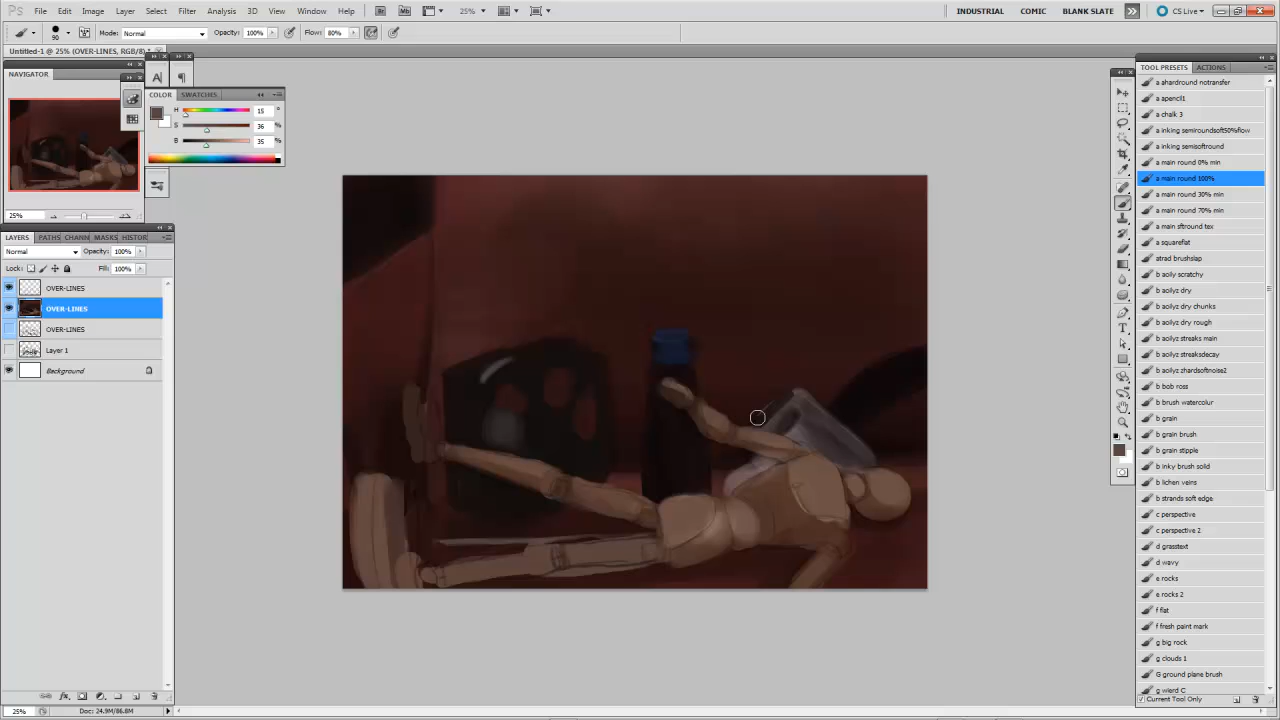 PS File Edit Image Layer Select Filter Analysis 3D View Window Help Br Mb 25% INDUSTRIAL COMIC BLANK SLATE CS Live
90 Mode: Normal Opacity: 100% Flow: 80%
Untitled-1 @ 25% (OVER-LINES, RGB/8) *
NAVIGATOR
25%
A ¶
COLOR SWATCHES
H 15 °
S 36 %
B 35 %
LAYERS PATHS CHANN MASKS HISTOR
Normal Opacity: 100%
Lock: Fill: 100%
OVER-LINES
OVER-LINES
OVER-LINES
Layer 1
Background
fx
25% Doc: 24.9M/86.8M
T
TOOL PRESETS ACTIONS
a ahardround notransfer
a apencil1
a chalk 3
a inking semiroundsoft50%flow
a inking semisoftround
a main round 0% min
a main round 100%
a main round 30% min
a main round 70% min
a main sftround tex
a squareflat
atrad brushslap
b aoily scratchy
b aoilyz dry
b aoilyz dry chunks
b aoilyz dry rough
b aoilyz streaks main
b aoilyz streaksdecay
b aoilyz zhardsoftnoise2
b bob ross
b brush watercolur
b grain
b grain brush
b grain stipple
b inky brush solid
b lichen veins
b strands soft edge
c perspective
c perspective 2
d grasstext
d wavy
e rocks
e rocks 2
f flat
f fresh paint mark
g big rock
g clouds 1
G ground plane brush
g wierd C
Current Tool Only